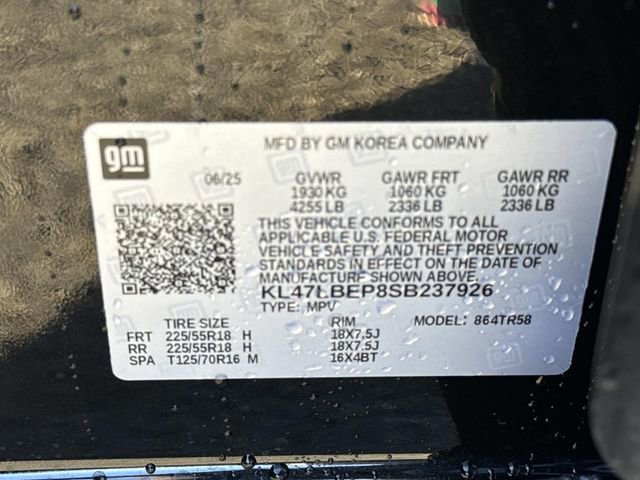 gm
MFD BY GM KOREA COMPANY
06/25 GVWR GAWR FRT GAWR RR
1930 KG 1060 KG 1060 KG
4255 LB 2336 LB 2336 LB
THIS VEHICLE CONFORMS TO ALL
APPLICABLE U.S. FEDERAL MOTOR
VEHICLE SAFETY AND THEFT PREVENTION
STANDARDS IN EFFECT ON THE DATE OF
MANUFACTURE SHOWN ABOVE.
KL47LBEP8SB237926
TYPE: MPV MODEL: 864TR58
TIRE SIZE RIM
FRT 225/55R18 H 18X7.5J
RR 225/55R18 H 18X7.5J
SPA T125/70R16 M 16X4BT